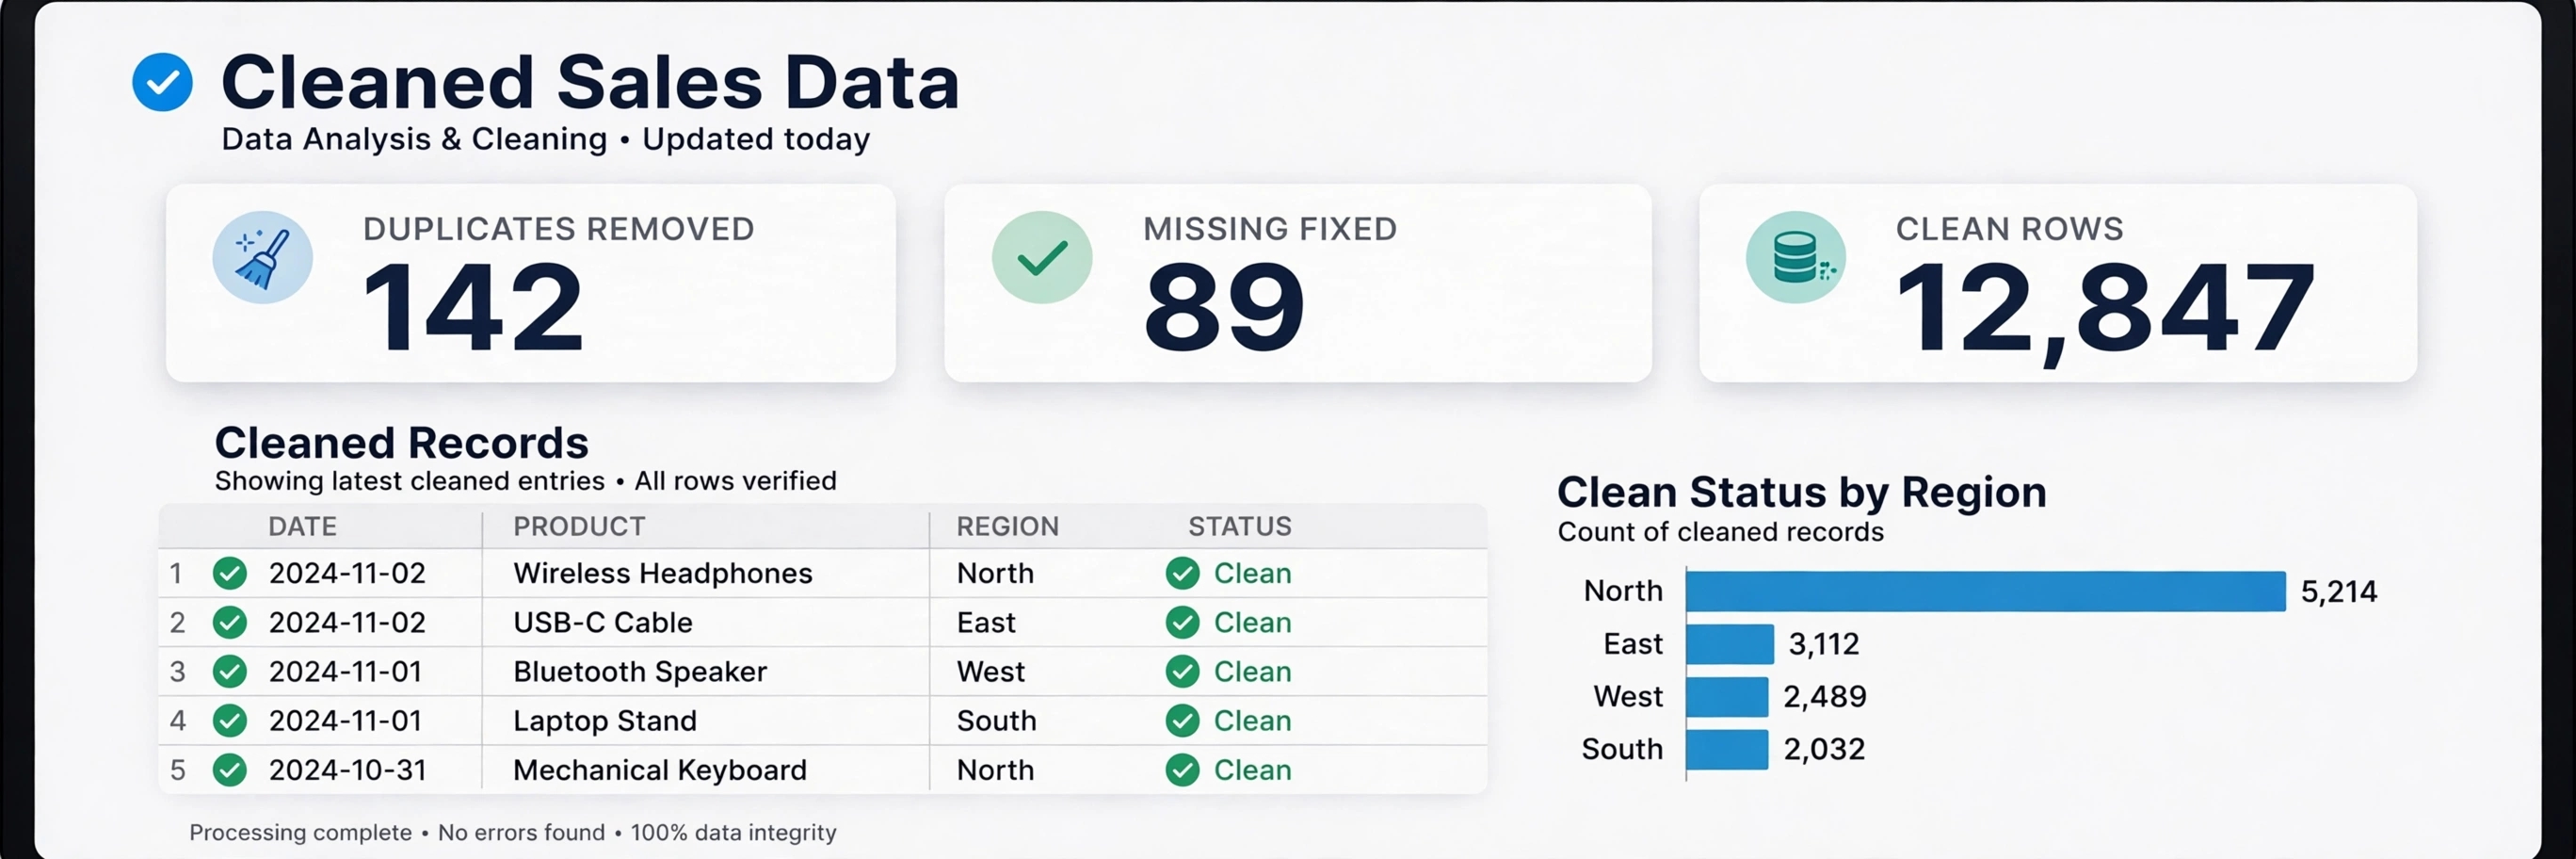 Cleaned Sales Data
Data Analysis & Cleaning • Updated today
DUPLICATES REMOVED
142
MISSING FIXED
89
CLEAN ROWS
12,847
Cleaned Records
Showing latest cleaned entries • All rows verified
DATE PRODUCT REGION STATUS
1 2024-11-02 Wireless Headphones North Clean
2 2024-11-02 USB-C Cable East Clean
3 2024-11-01 Bluetooth Speaker West Clean
4 2024-11-01 Laptop Stand South Clean
5 2024-10-31 Mechanical Keyboard North Clean
Processing complete • No errors found • 100% data integrity
Clean Status by Region
Count of cleaned records
North 5,214
East 3,112
West 2,489
South 2,032